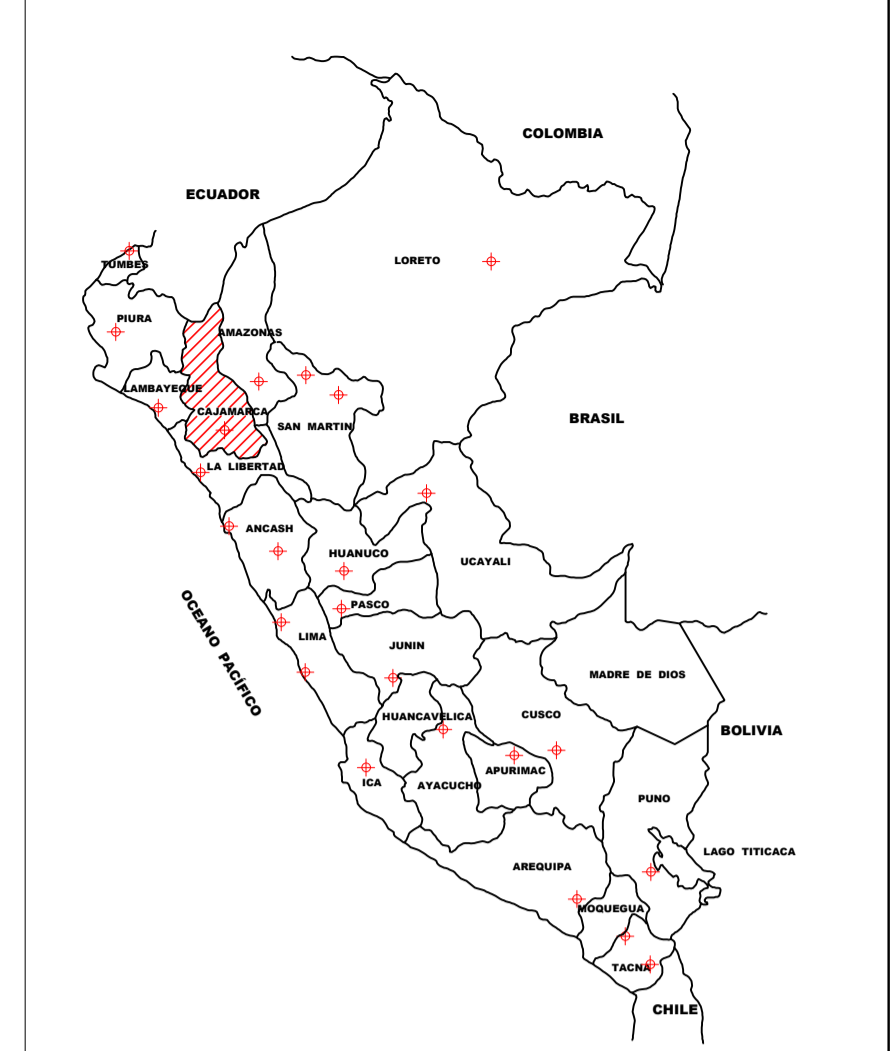 COLOMBIA
ECUADOR
LORETO
TUMBES
PIURA
AMAZONAS
LAMBAYEQUE
CAJAMARCA
BRASIL
SAN MARTIN
LA LIBERTAD
ANCASH
HUANUCO
UCAYALI
PASCO
OCEANO PACÍFICO
LIMA
JUNIN
MADRE DE DIOS
HUANCAVELICA
CUSCO
BOLIVIA
APURIMAC
ICA
AYACUCHO
PUNO
LAGO TITICACA
AREQUIPA
MOQUEGUA
TACNA
CHILE